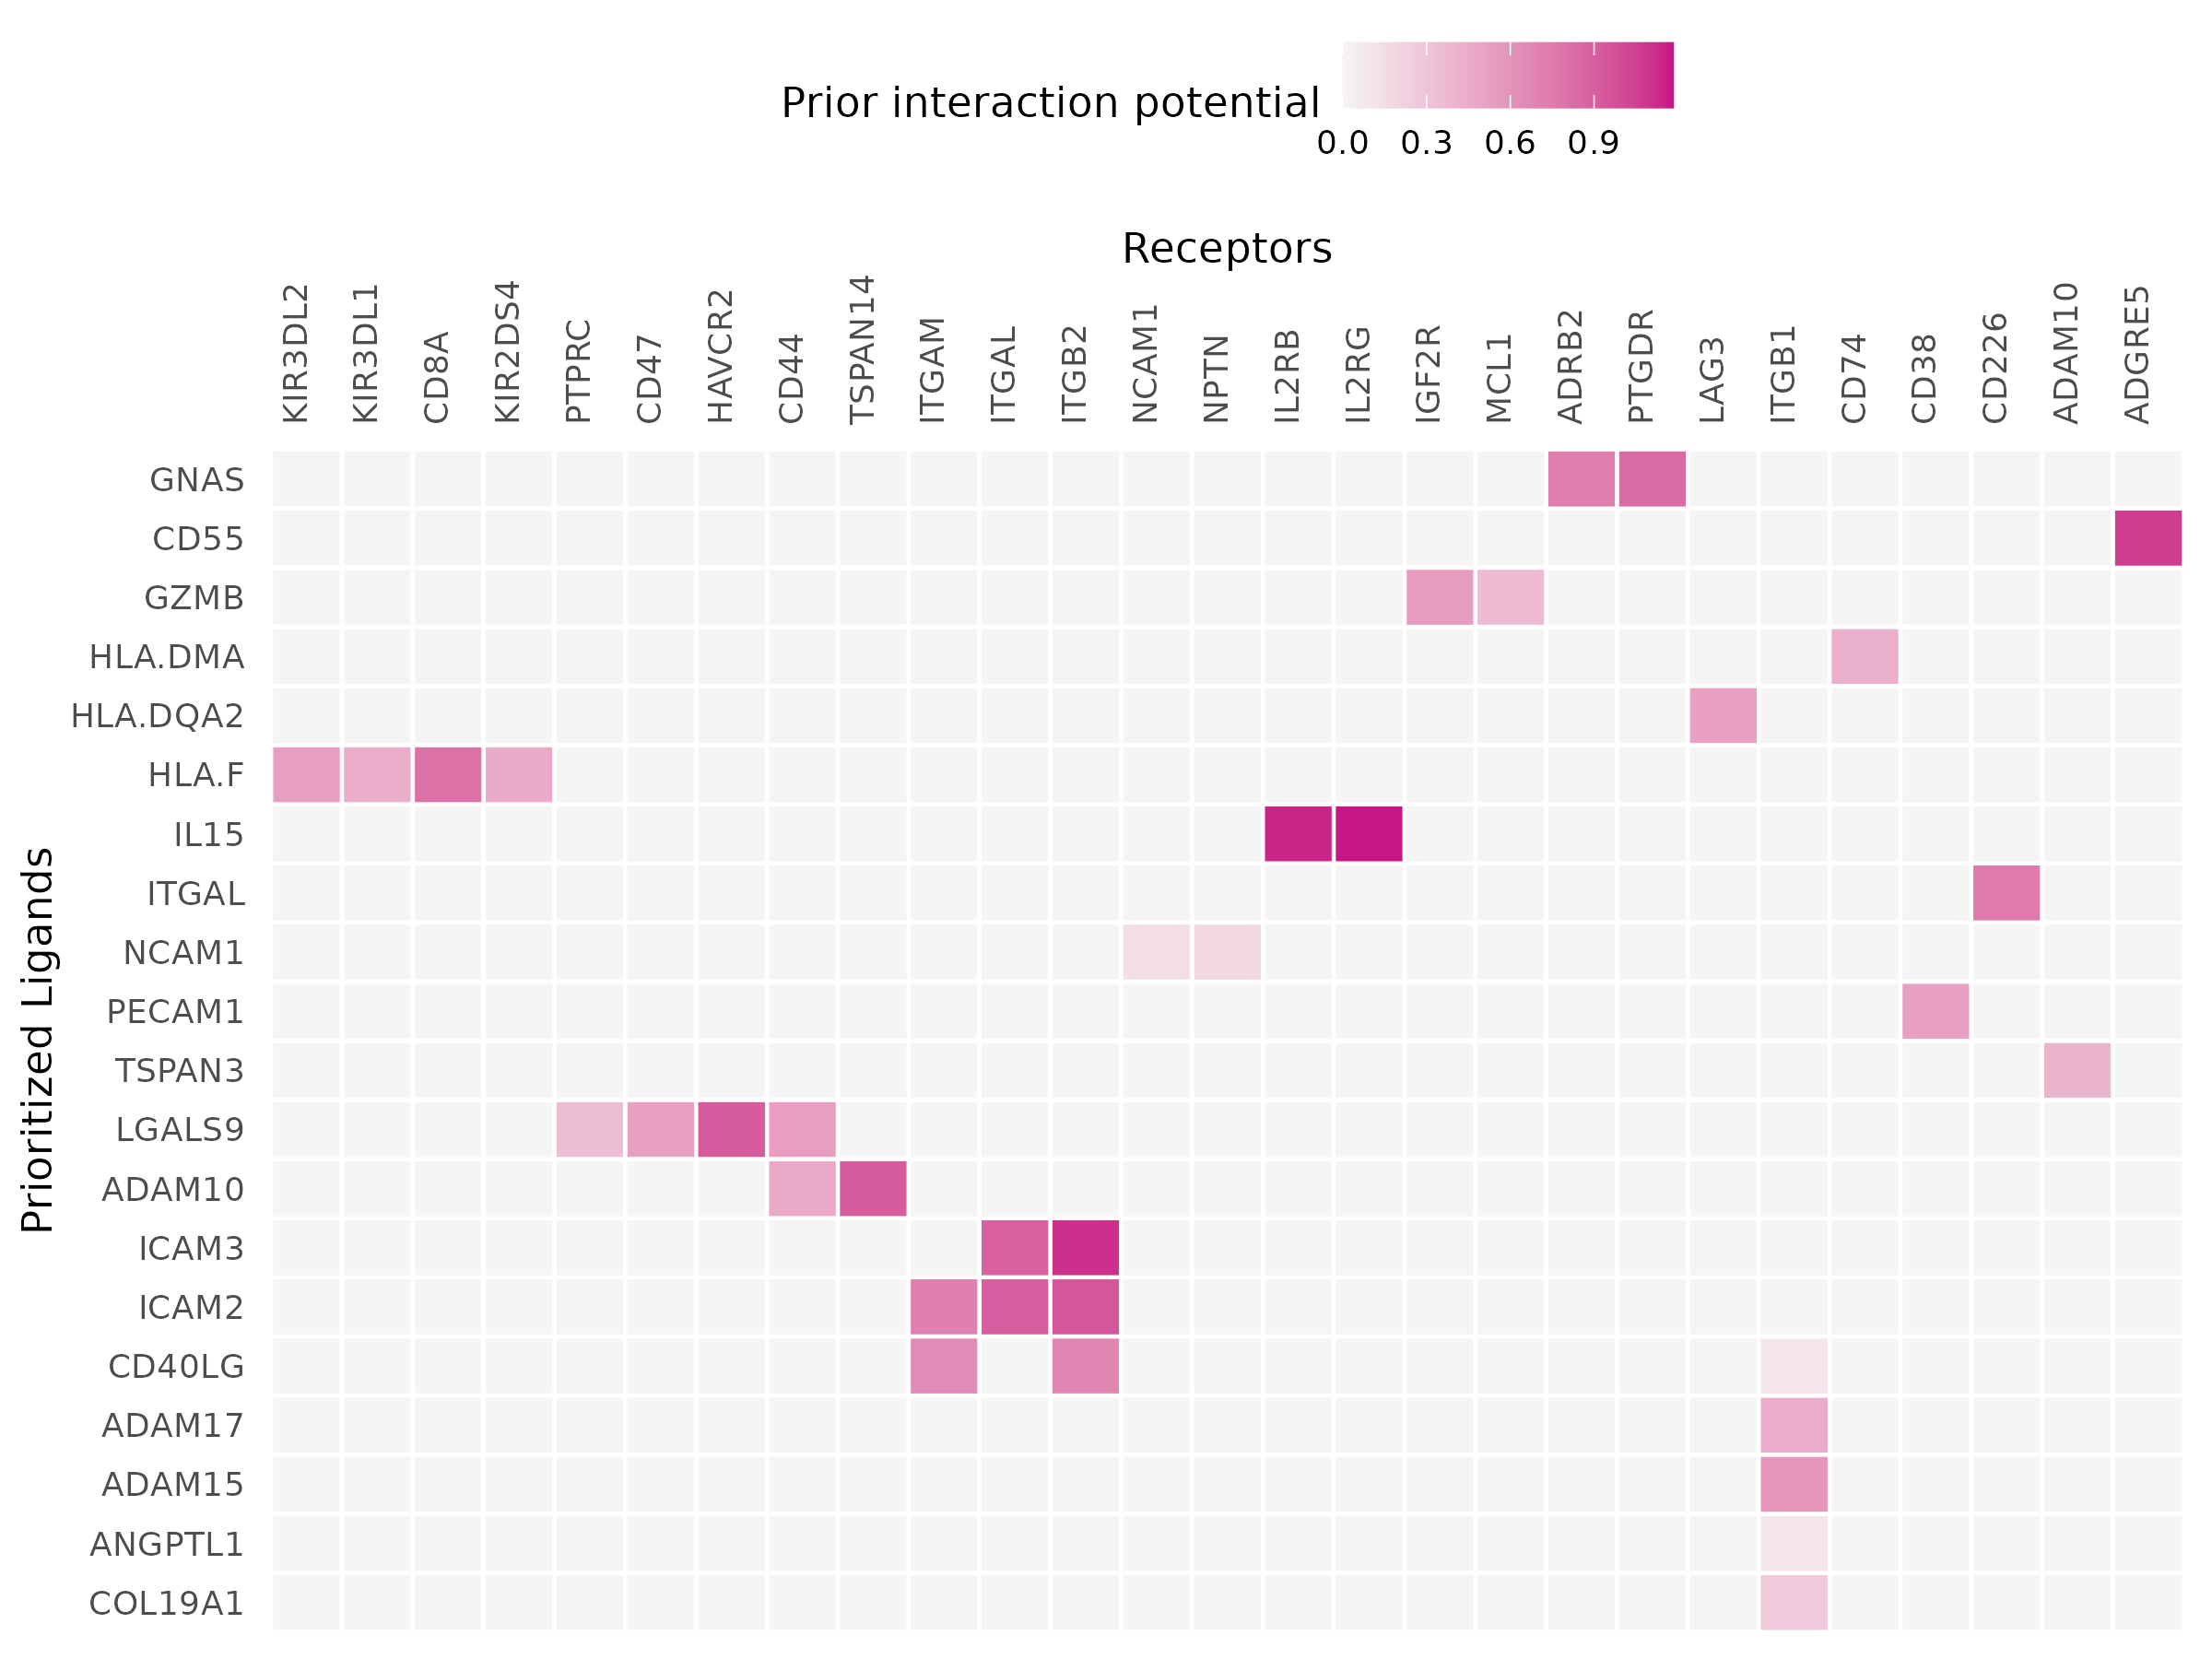 Prior interaction potential
0.0 0.3 0.6 0.9
Receptors
KIR3DL2
KIR3DL1
CD8A
KIR2DS4
PTPRC
CD47
HAVCR2
CD44
TSPAN14
ITGAM
ITGAL
ITGB2
NCAM1
NPTN
IL2RB
IL2RG
IGF2R
MCL1
ADRB2
PTGDR
LAG3
ITGB1
CD74
CD38
CD226
ADAM10
ADGRE5
Prioritized Ligands
GNAS
CD55
GZMB
HLA.DMA
HLA.DQA2
HLA.F
IL15
ITGAL
NCAM1
PECAM1
TSPAN3
LGALS9
ADAM10
ICAM3
ICAM2
CD40LG
ADAM17
ADAM15
ANGPTL1
COL19A1